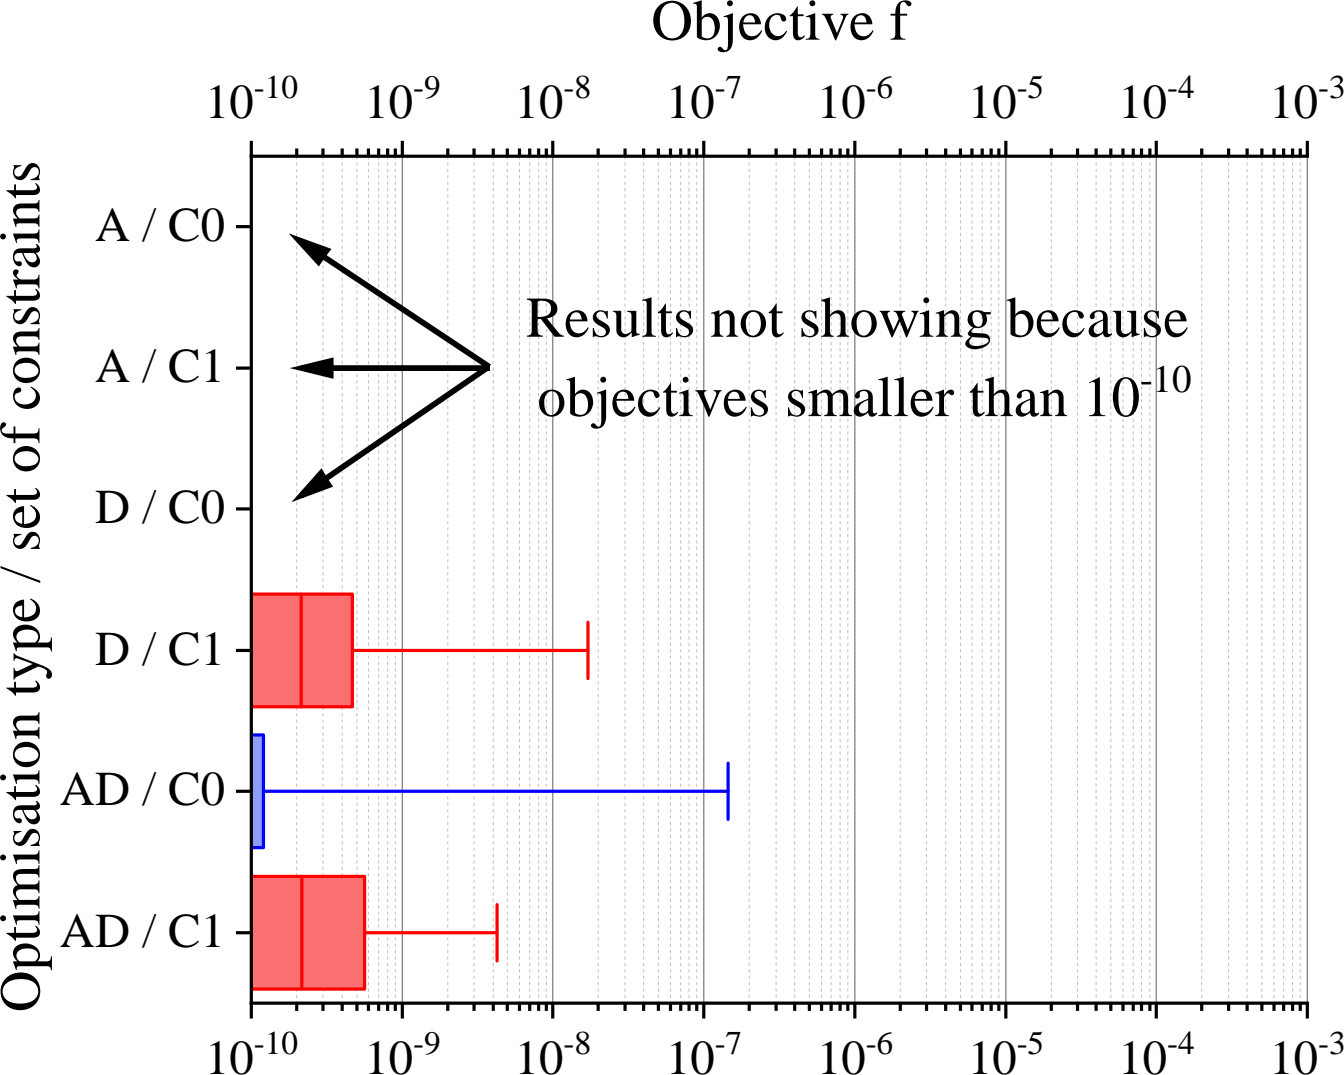 Objective f
10-10 10-9 10-8 10-7 10-6 10-5 10-4 10-3
Optimisation type / set of constraints
A / C0
A / C1
D / C0
D / C1
AD / C0
AD / C1
Results not showing because
objectives smaller than 10-10
10-10 10-9 10-8 10-7 10-6 10-5 10-4 10-3